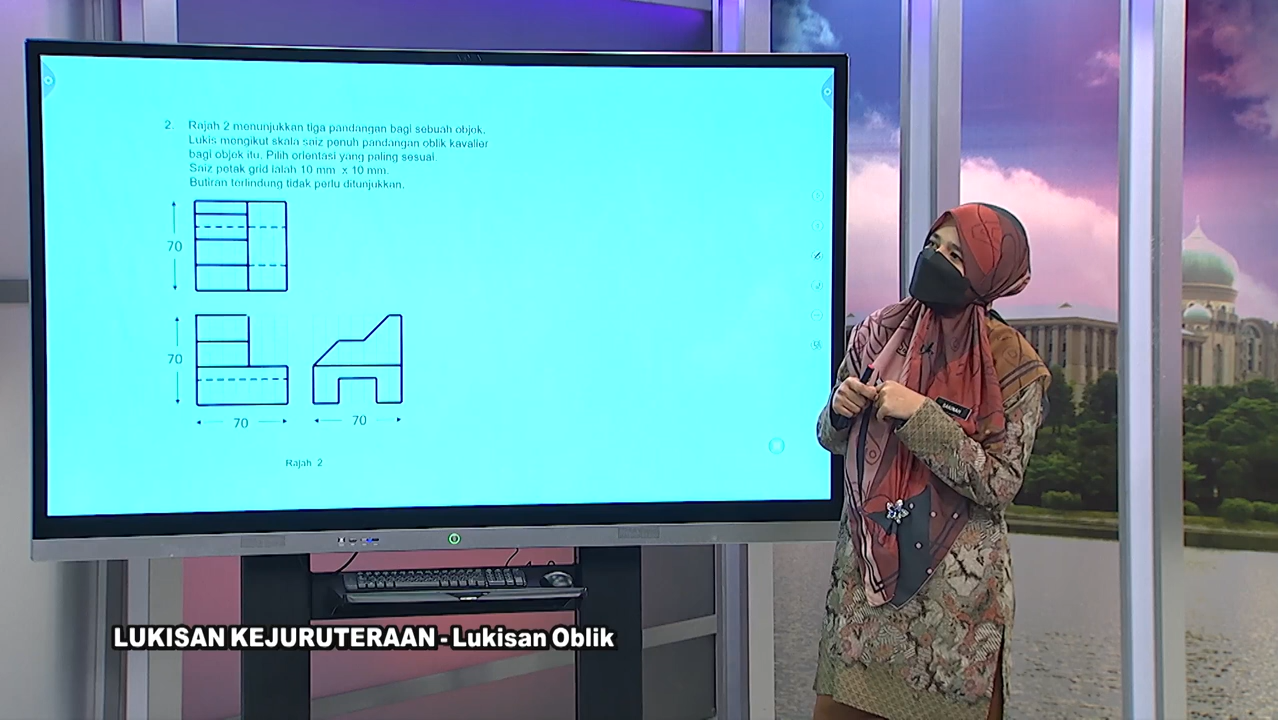 2. Rajah 2 menunjukkan tiga pandangan bagi sebuah objek.
Lukis mengikut skala saiz penuh pandangan oblik kavalier
bagi objek itu. Pilih orientasi yang paling sesuai.
Saiz petak grid ialah 10 mm x 10 mm.
Butiran terlindung tidak perlu ditunjukkan.
70
70
70
70
Rajah 2
LUKISAN KEJURUTERAAN - Lukisan Oblik